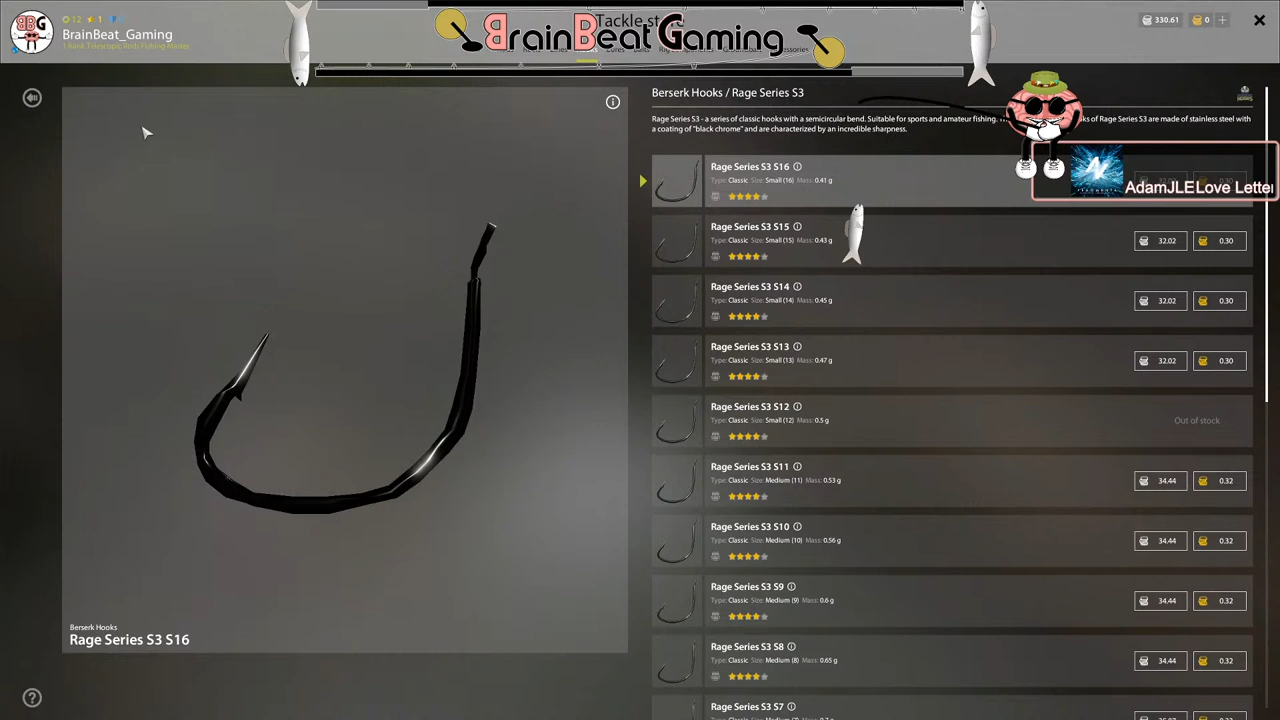 12 1
BrainBeat_Gaming
Tackle store
BrainBeat Gaming
330.61 0
Berserk Hooks / Rage Series S3
Rage Series S3 - a series of classic hooks with a semicircular bend. Suitable for sports and amateur fishing.
of Rage Series S3 are made of stainless steel with
a coating of "black chrome" and are characterized by an incredible sharpness.
AdamJLE Love Letter
Rage Series S3 S16
Type: Classic Size: Small (16) Mass: 0.41 g
Rage Series S3 S15
Type: Classic Size: Small (15) Mass: 0.43 g
32.02 0.30
Rage Series S3 S14
Type: Classic Size: Small (14) Mass: 0.45 g
32.02 0.30
Rage Series S3 S13
Type: Classic Size: Small (13) Mass: 0.47 g
32.02 0.30
Rage Series S3 S12
Type: Classic Size: Small (12) Mass: 0.5 g
Out of stock
Rage Series S3 S11
Type: Classic Size: Medium (11) Mass: 0.53 g
34.44 0.32
Rage Series S3 S10
Type: Classic Size: Medium (10) Mass: 0.56 g
34.44 0.32
Rage Series S3 S9
Type: Classic Size: Medium (9) Mass: 0.6 g
34.44 0.32
Rage Series S3 S8
Type: Classic Size: Medium (8) Mass: 0.65 g
34.44 0.32
Rage Series S3 S7
Berserk Hooks
Rage Series S3 S16